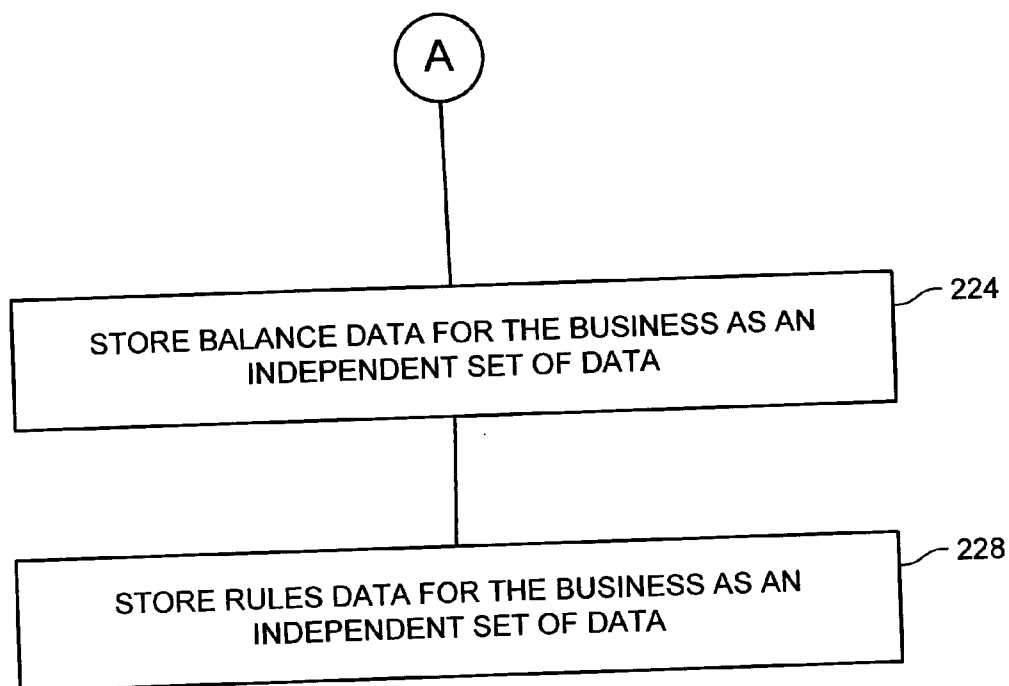 A
224
STORE BALANCE DATA FOR THE BUSINESS AS AN
INDEPENDENT SET OF DATA
228
STORE RULES DATA FOR THE BUSINESS AS AN
INDEPENDENT SET OF DATA